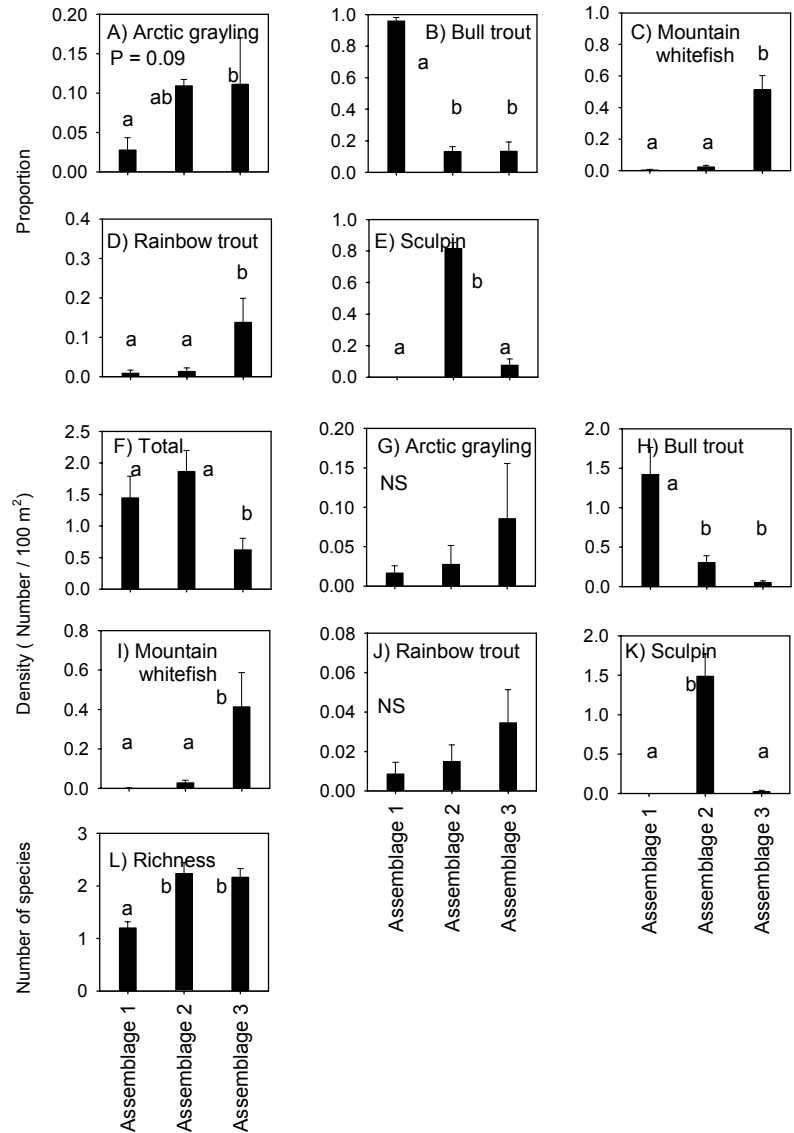 A) Arctic grayling
P = 0.09
0.20
0.15
0.10
0.05
0.00
a
ab
b
B) Bull trout
1.0
0.8
0.6
0.4
0.2
0.0
a
b
b
C) Mountain
whitefish
1.0
0.8
0.6
0.4
0.2
0.0
a
a
b
Proportion
D) Rainbow trout
0.4
0.3
0.2
0.1
0.0
a
a
b
E) Sculpin
1.0
0.8
0.6
0.4
0.2
0.0
a
b
a
F) Total
2.5
2.0
1.5
1.0
0.5
0.0
a
a
b
G) Arctic grayling
NS
0.20
0.15
0.10
0.05
0.00
H) Bull trout
2.0
1.5
1.0
0.5
0.0
a
b
b
Density ( Number / 100 m²)
I) Mountain
whitefish
0.8
0.6
0.4
0.2
0.0
a
a
b
J) Rainbow trout
NS
0.08
0.06
0.04
0.02
0.00
K) Sculpin
2.0
1.5
1.0
0.5
0.0
a
b
a
Assemblage 1
Assemblage 2
Assemblage 3
Assemblage 1
Assemblage 2
Assemblage 3
Number of species
L) Richness
3
2
1
0
a
b
b
Assemblage 1
Assemblage 2
Assemblage 3